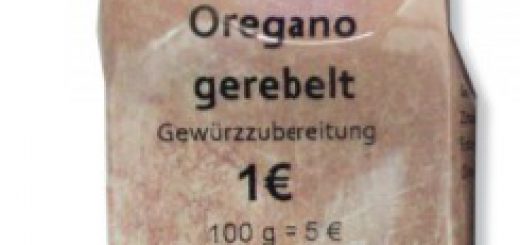 Oregano
gerebelt
Gewürzzubereitung
1€
100 g = 5 €